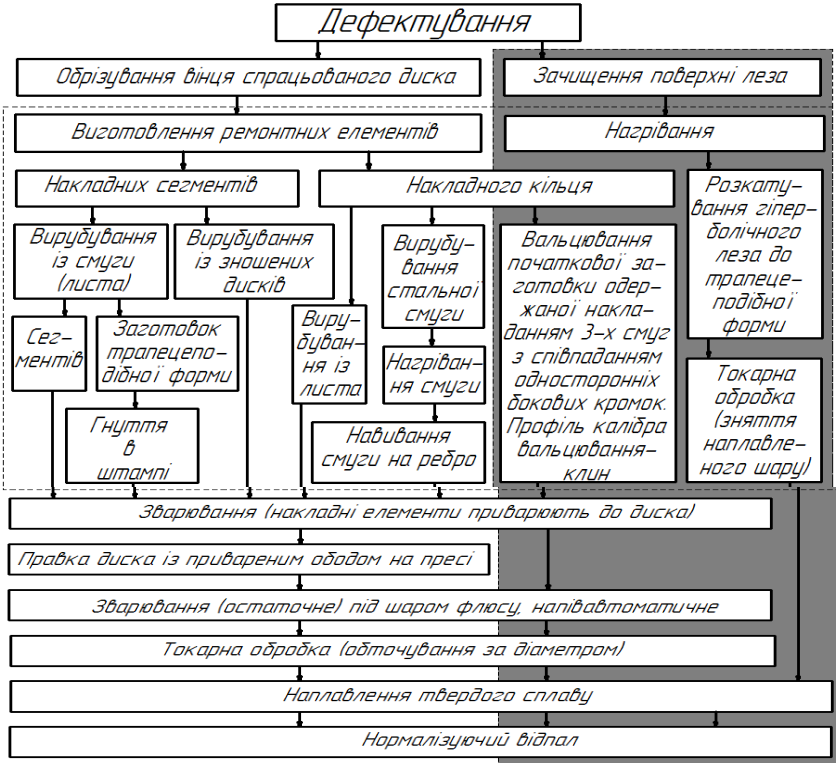 Дефектування
Обрізування вінця спрацьованого диска
Зачищення поверхні леза
Виготовлення ремонтних елементів
Нагрівання
Накладних сегментів
Накладного кільця
Розкату-
вання гіпер-
болічного
леза до
трапеце-
подібної
форми
Вирубування
із смуги
(листа)
Вирубування
із зношених
дисків
Вирубу-
вання
стальної
смуги
Вальцювання
початкової за-
готовки одер-
жаної накла-
данням 3-х смуг
з співпаданням
односторонніх
бокових кромок.
Профіль калібра
вальцювання-
клин
Сег-
ментів
Заготовок
трапецепо-
дібної форми
Виру-
буван-
ня із
листа
Нагріван-
ня смуги
Токарна
обробка
(зняття
наплавле-
ного шару)
Гнуття
в
штампі
Навивання
смуги на ребро
Зварювання (накладні елементи приварюють до диска)
Правка диска із привареним ободом на пресі
Зварювання (остаточне) під шаром флюсу, напівавтоматичне
Токарна обробка (обточування за діаметром)
Наплавлення твердого сплаву
Нормалізуючий відпал